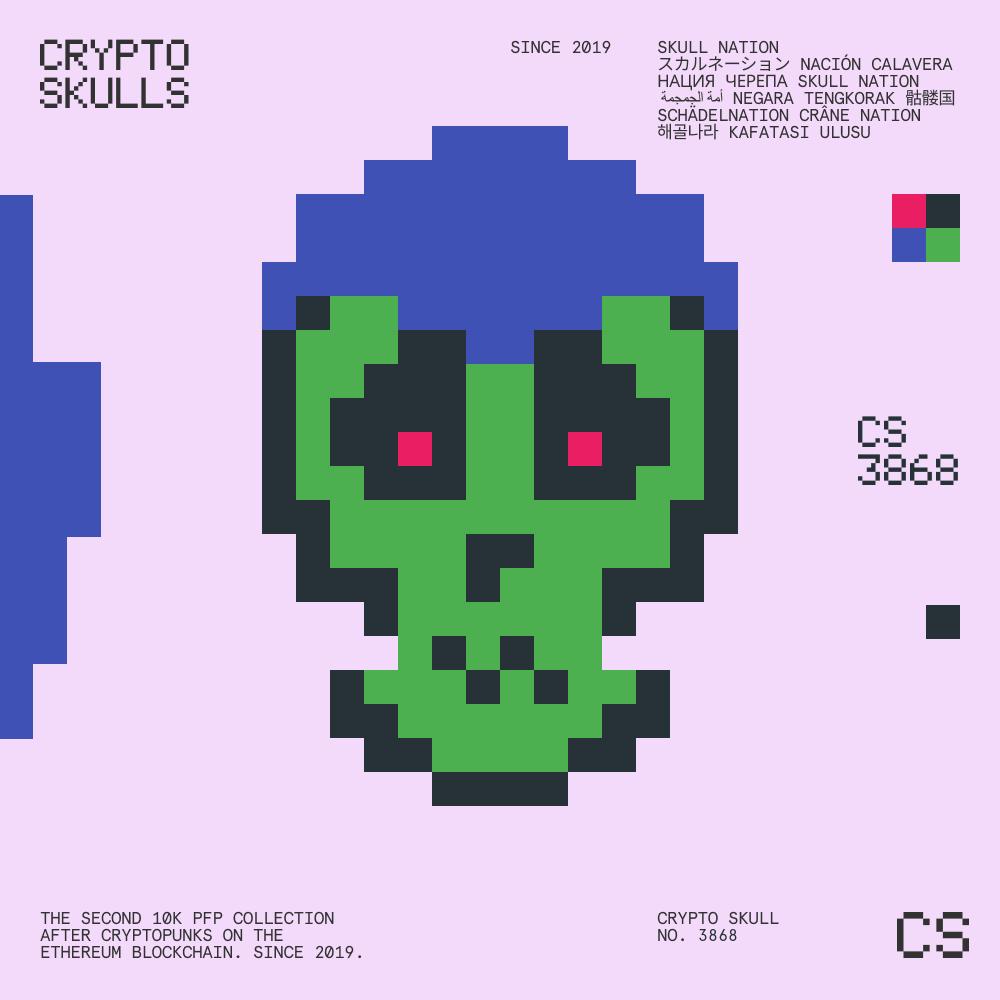 CRYPTO
SKULLS
SINCE 2019
SKULL NATION
スカルネーション NACIÓN CALAVERA
НАЦИЯ ЧЕРЕПА SKULL NATION
أمة الجمجمة NEGARA TENGKORAK 骷髅国
SCHÄDELNATION CRÂNE NATION
해골나라 KAFATASI ULUSU
CS
3868
THE SECOND 10K PFP COLLECTION
AFTER CRYPTOPUNKS ON THE
ETHEREUM BLOCKCHAIN. SINCE 2019.
CRYPTO SKULL
NO. 3868
CS